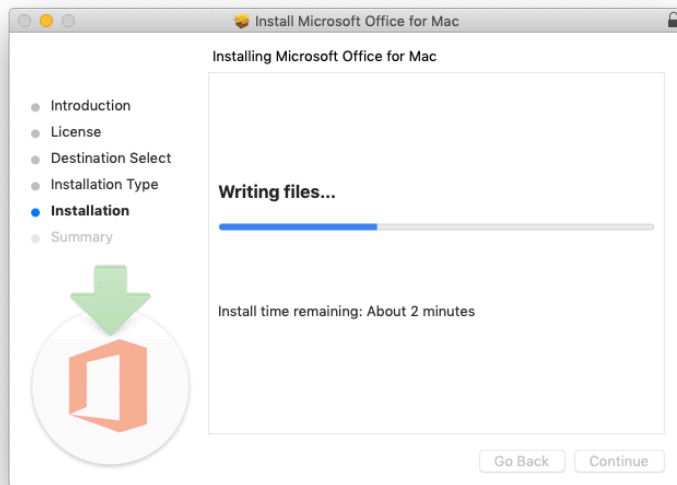 Install Microsoft Office for Mac
Installing Microsoft Office for Mac
Introduction
License
Destination Select
Installation Type
Installation
Summary
Writing files...
Install time remaining: About 2 minutes
Go Back
Continue